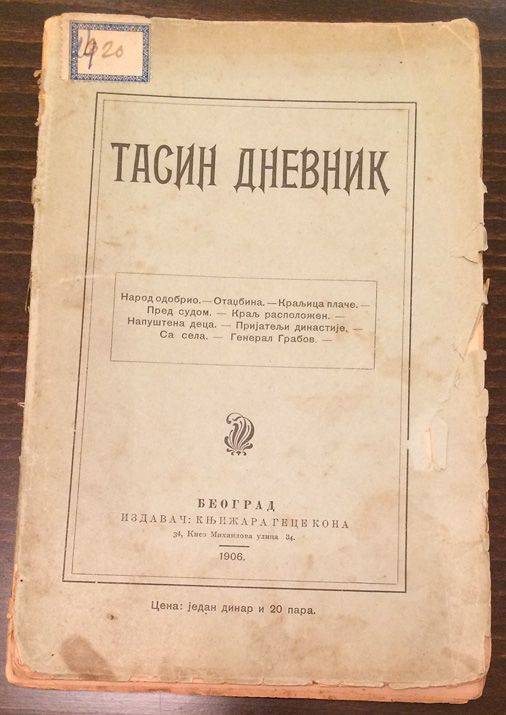 1920
ТАСИН ДНЕВНИК
Народ одобрио. — Отаџбина. — Краљица плаче. —
Пред судом. — Краљ расположен. —
Напуштена деца. — Пријатељи династије. —
Са села. — Генерал Грабов. —
БЕОГРАД
ИЗДАВАЧ: КЊИЖАРА ГЕЦЕ КОНА
34, Кнез Михаилова улица 34.
1906.
Цена: један динар и 20 пара.